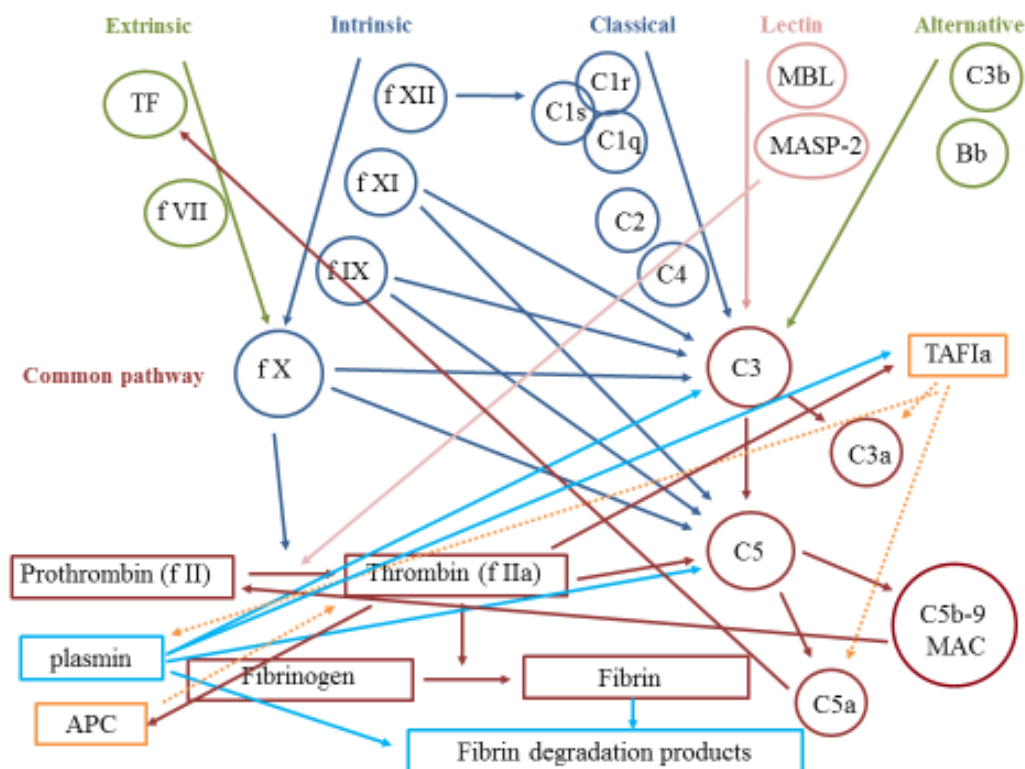 Extrinsic
Intrinsic
Classical
Lectin
Alternative
TF
f XII
C1r
C1s
C1q
MBL
C3b
MASP-2
Bb
f XI
f VII
C2
f IX
C4
Common pathway
f X
C3
TAFIa
C3a
C5
Prothrombin (f II)
Thrombin (f IIa)
C5b-9
MAC
plasmin
Fibrinogen
Fibrin
C5a
APC
Fibrin degradation products